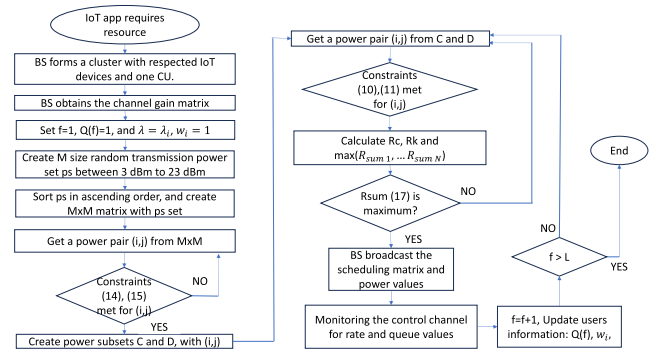 IoT app requires
resource
BS forms a cluster with respected IoT
devices and one CU.
BS obtains the channel gain matrix
Set f=1, Q(f)=1, and λ = λᵢ, wᵢ = 1
Create M size random transmission power
set ps between 3 dBm to 23 dBm
Sort ps in ascending order, and create
MxM matrix with ps set
Get a power pair (i,j) from MxM
NO
Constraints
(14), (15)
met for (i,j)
YES
Create power subsets C and D, with (i,j)
Get a power pair (i,j) from C and D
Constraints
(10),(11) met
for (i,j)
Calculate Rc, Rk and
max(R_sum 1, … R_sum N)
Rsum (17) is
maximum?
NO
YES
BS broadcast the
scheduling matrix and
power values
Monitoring the control channel
for rate and queue values
f=f+1, Update users
information: Q(f), wᵢ,
f > L
NO
YES
End